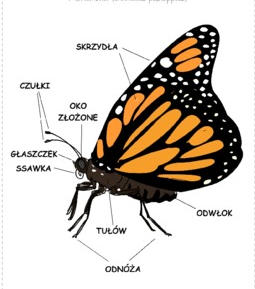 SKRZYDŁA
CZUŁKI
OKO
ZŁOŻONE
GŁASZCZEK
SSAWKA
ODWŁOK
TUŁÓW
ODNÓŻA